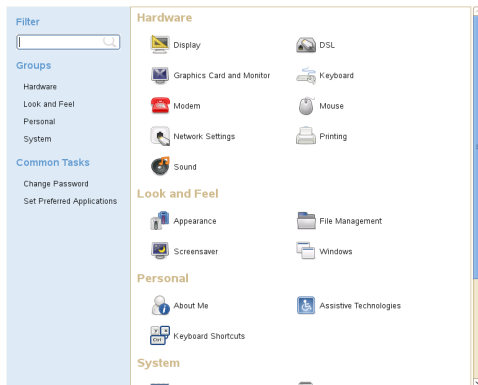 Filter
Groups
Hardware
Look and Feel
Personal
System
Common Tasks
Change Password
Set Preferred Applications
Hardware
Display
DSL
Graphics Card and Monitor
Keyboard
Modem
Mouse
Network Settings
Printing
Sound
Look and Feel
Appearance
File Management
Screensaver
Windows
Personal
About Me
Assistive Technologies
Keyboard Shortcuts
System